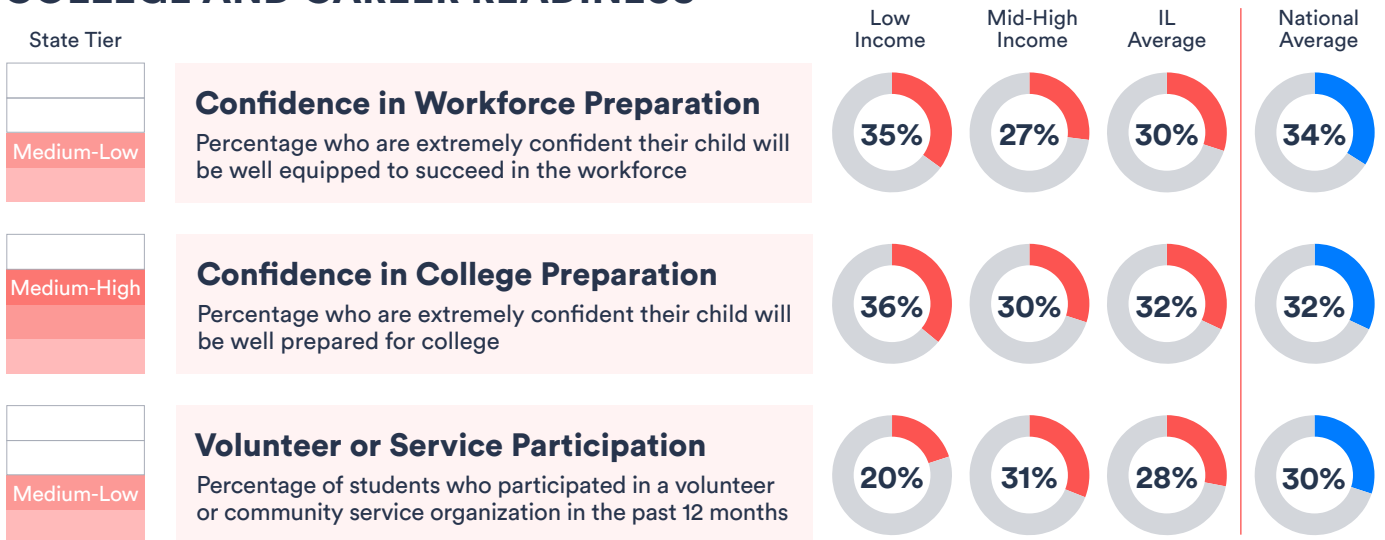 COLLEGE AND CAREER READINESS
State Tier
Low
Income
Mid-High
Income
IL
Average
National
Average
Medium-Low
Confidence in Workforce Preparation
Percentage who are extremely confident their child will
be well equipped to succeed in the workforce
35%
27%
30%
34%
Medium-High
Confidence in College Preparation
Percentage who are extremely confident their child will
be well prepared for college
36%
30%
32%
32%
Medium-Low
Volunteer or Service Participation
Percentage of students who participated in a volunteer
or community service organization in the past 12 months
20%
31%
28%
30%